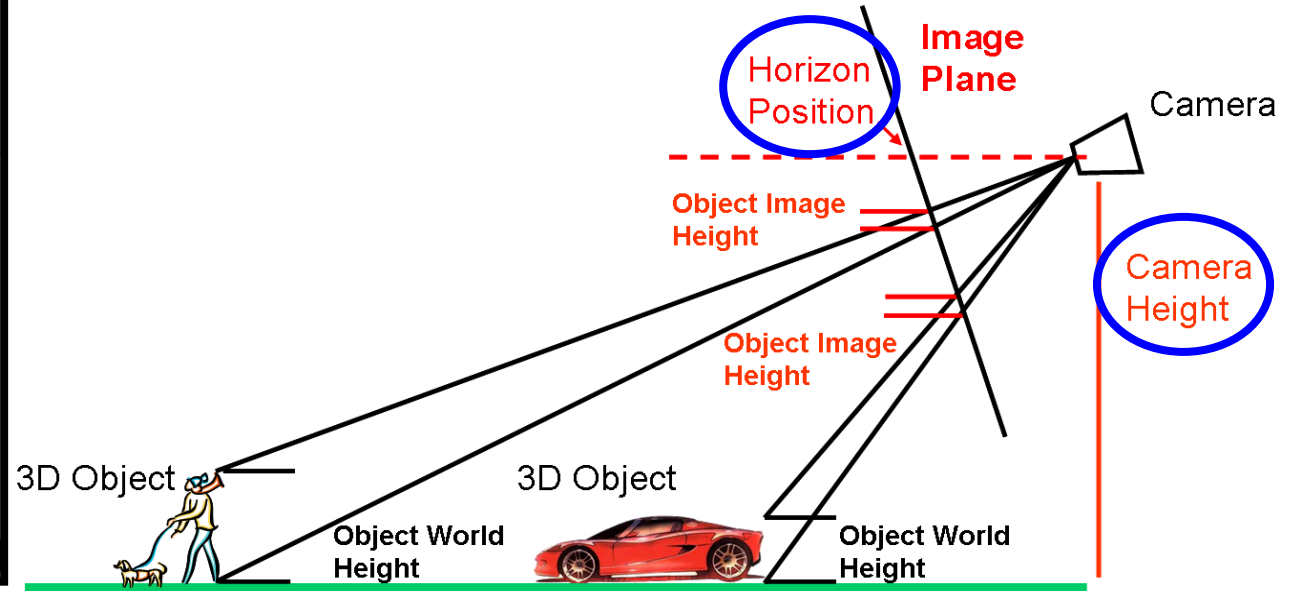 Image
Plane
Horizon
Position
Camera
Object Image
Height
Camera
Height
Object Image
Height
3D Object
3D Object
Object World
Height
Object World
Height